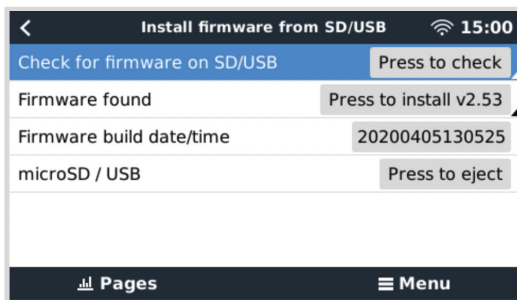 Install firmware from SD/USB 15:00
Check for firmware on SD/USB Press to check
Firmware found Press to install v2.53
Firmware build date/time 20200405130525
microSD / USB Press to eject
Pages Menu